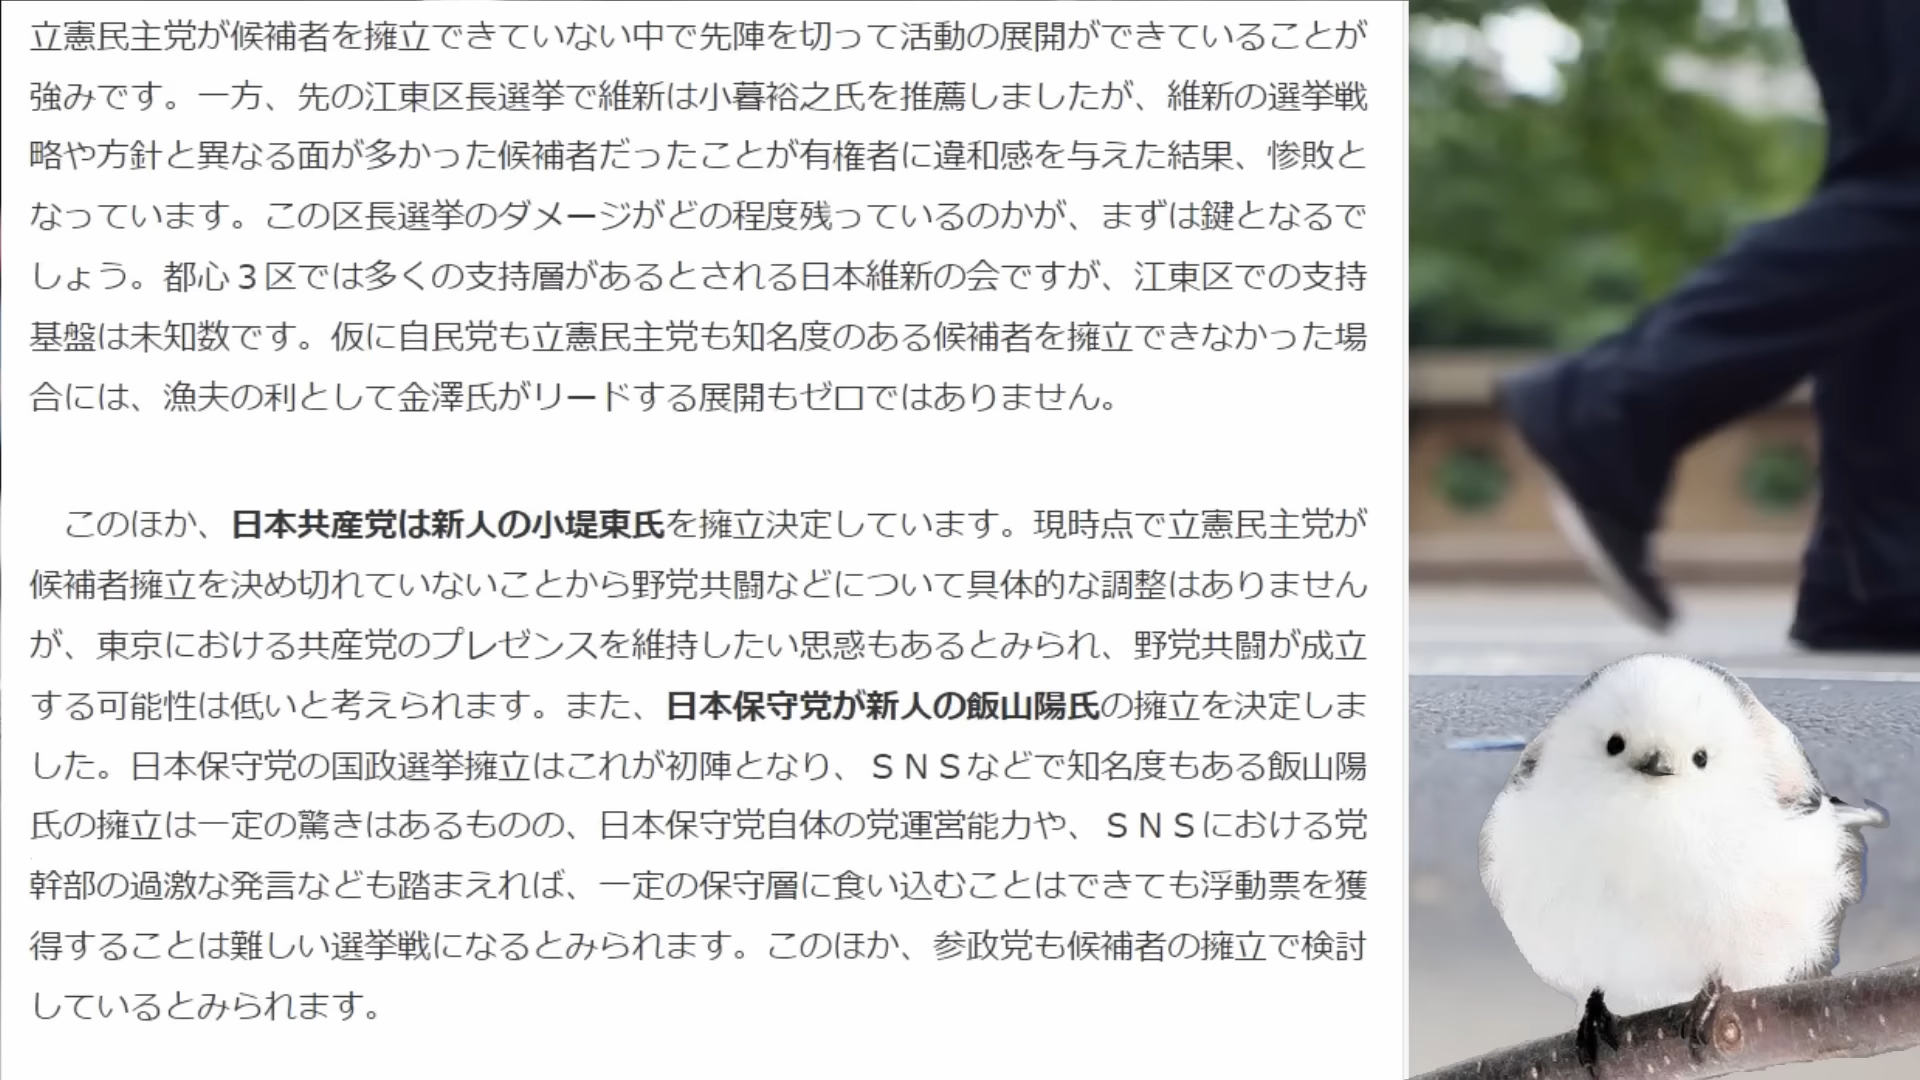 立憲民主党が候補者を擁立できていない中で先陣を切って活動の展開ができていることが
強みです。一方、先の江東区長選挙で維新は小暮裕之氏を推薦しましたが、維新の選挙戦
略や方針と異なる面が多かった候補者だったことが有権者に違和感を与えた結果、惨敗と
なっています。この区長選挙のダメージがどの程度残っているのかが、まずは鍵となるで
しょう。都心３区では多くの支持層があるとされる日本維新の会ですが、江東区での支持
基盤は未知数です。仮に自民党も立憲民主党も知名度のある候補者を擁立できなかった場
合には、漁夫の利として金澤氏がリードする展開もゼロではありません。
このほか、日本共産党は新人の小堤東氏を擁立決定しています。現時点で立憲民主党が
候補者擁立を決め切れていないことから野党共闘などについて具体的な調整はありません
が、東京における共産党のプレゼンスを維持したい思惑もあるとみられ、野党共闘が成立
する可能性は低いと考えられます。また、日本保守党が新人の飯山陽氏の擁立を決定しま
した。日本保守党の国政選挙擁立はこれが初陣となり、ＳＮＳなどで知名度もある飯山陽
氏の擁立は一定の驚きはあるものの、日本保守党自体の党運営能力や、ＳＮＳにおける党
幹部の過激な発言なども踏まえれば、一定の保守層に食い込むことはできても浮動票を獲
得することは難しい選挙戦になるとみられます。このほか、参政党も候補者の擁立で検討
しているとみられます。